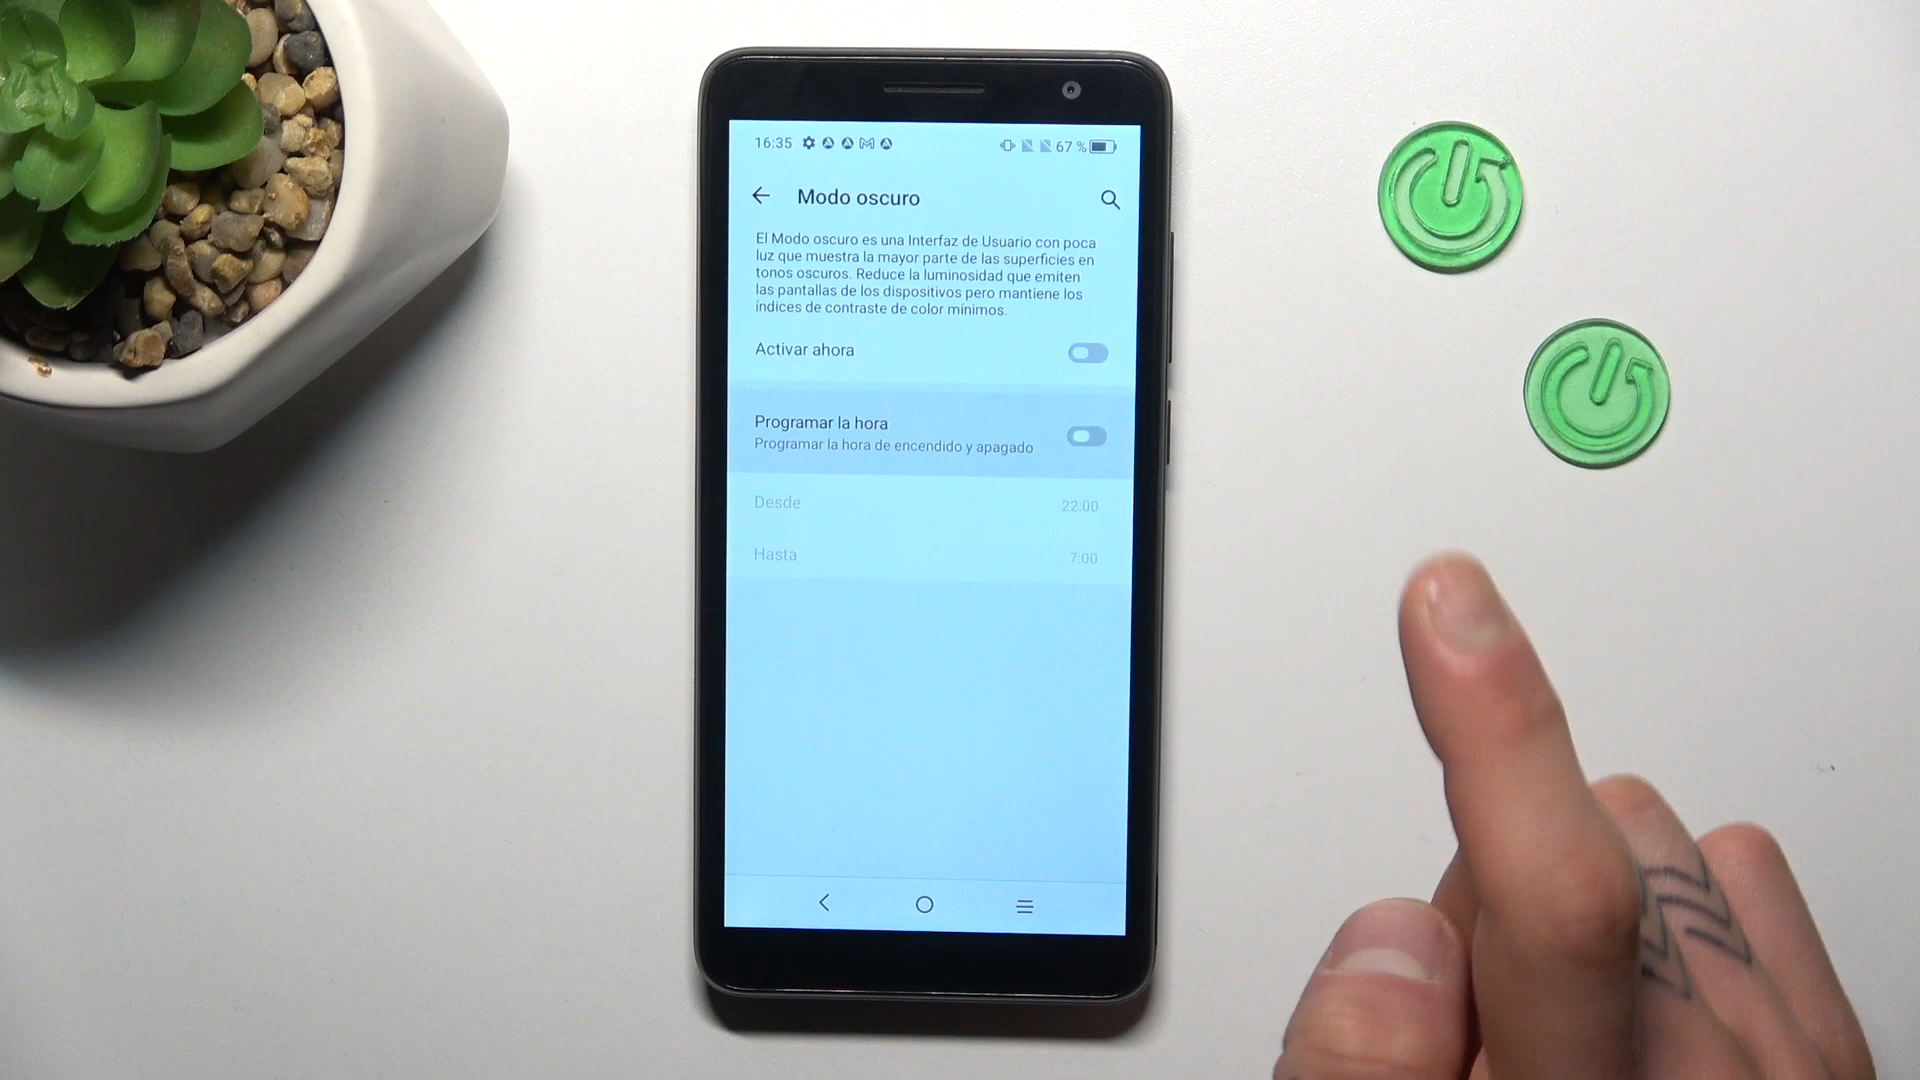 16:35 67 %
Modo oscuro
El Modo oscuro es una Interfaz de Usuario con poca
luz que muestra la mayor parte de las superficies en
tonos oscuros. Reduce la luminosidad que emiten
las pantallas de los dispositivos pero mantiene los
índices de contraste de color mínimos.
Activar ahora
Programar la hora
Programar la hora de encendido y apagado
Desde 22:00
Hasta 7:00